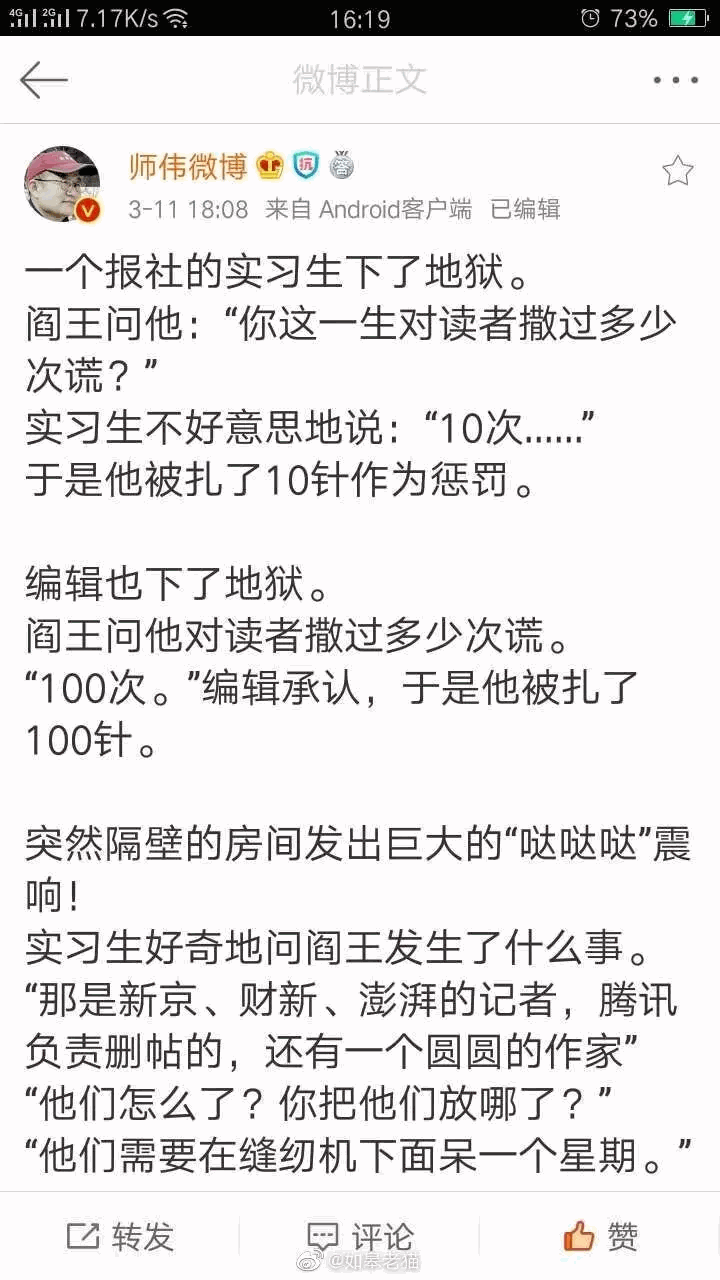 4G 2G 7.17K/s 16:19 73%
微博正文
师伟微博 抗 答
3-11 18:08 来自 Android客户端 已编辑
一个报社的实习生下了地狱。
阎王问他：“你这一生对读者撒过多少
次谎？”
实习生不好意思地说：“10次……”
于是他被扎了10针作为惩罚。
编辑也下了地狱。
阎王问他对读者撒过多少次谎。
“100次。”编辑承认，于是他被扎了
100针。
突然隔壁的房间发出巨大的“哒哒哒”震
响！
实习生好奇地问阎王发生了什么事。
“那是新京、财新、澎湃的记者，腾讯
负责删帖的，还有一个圆圆的作家”
“他们怎么了？你把他们放哪了？”
“他们需要在缝纫机下面呆一个星期。”
转发 评论 赞
@如皋老猫